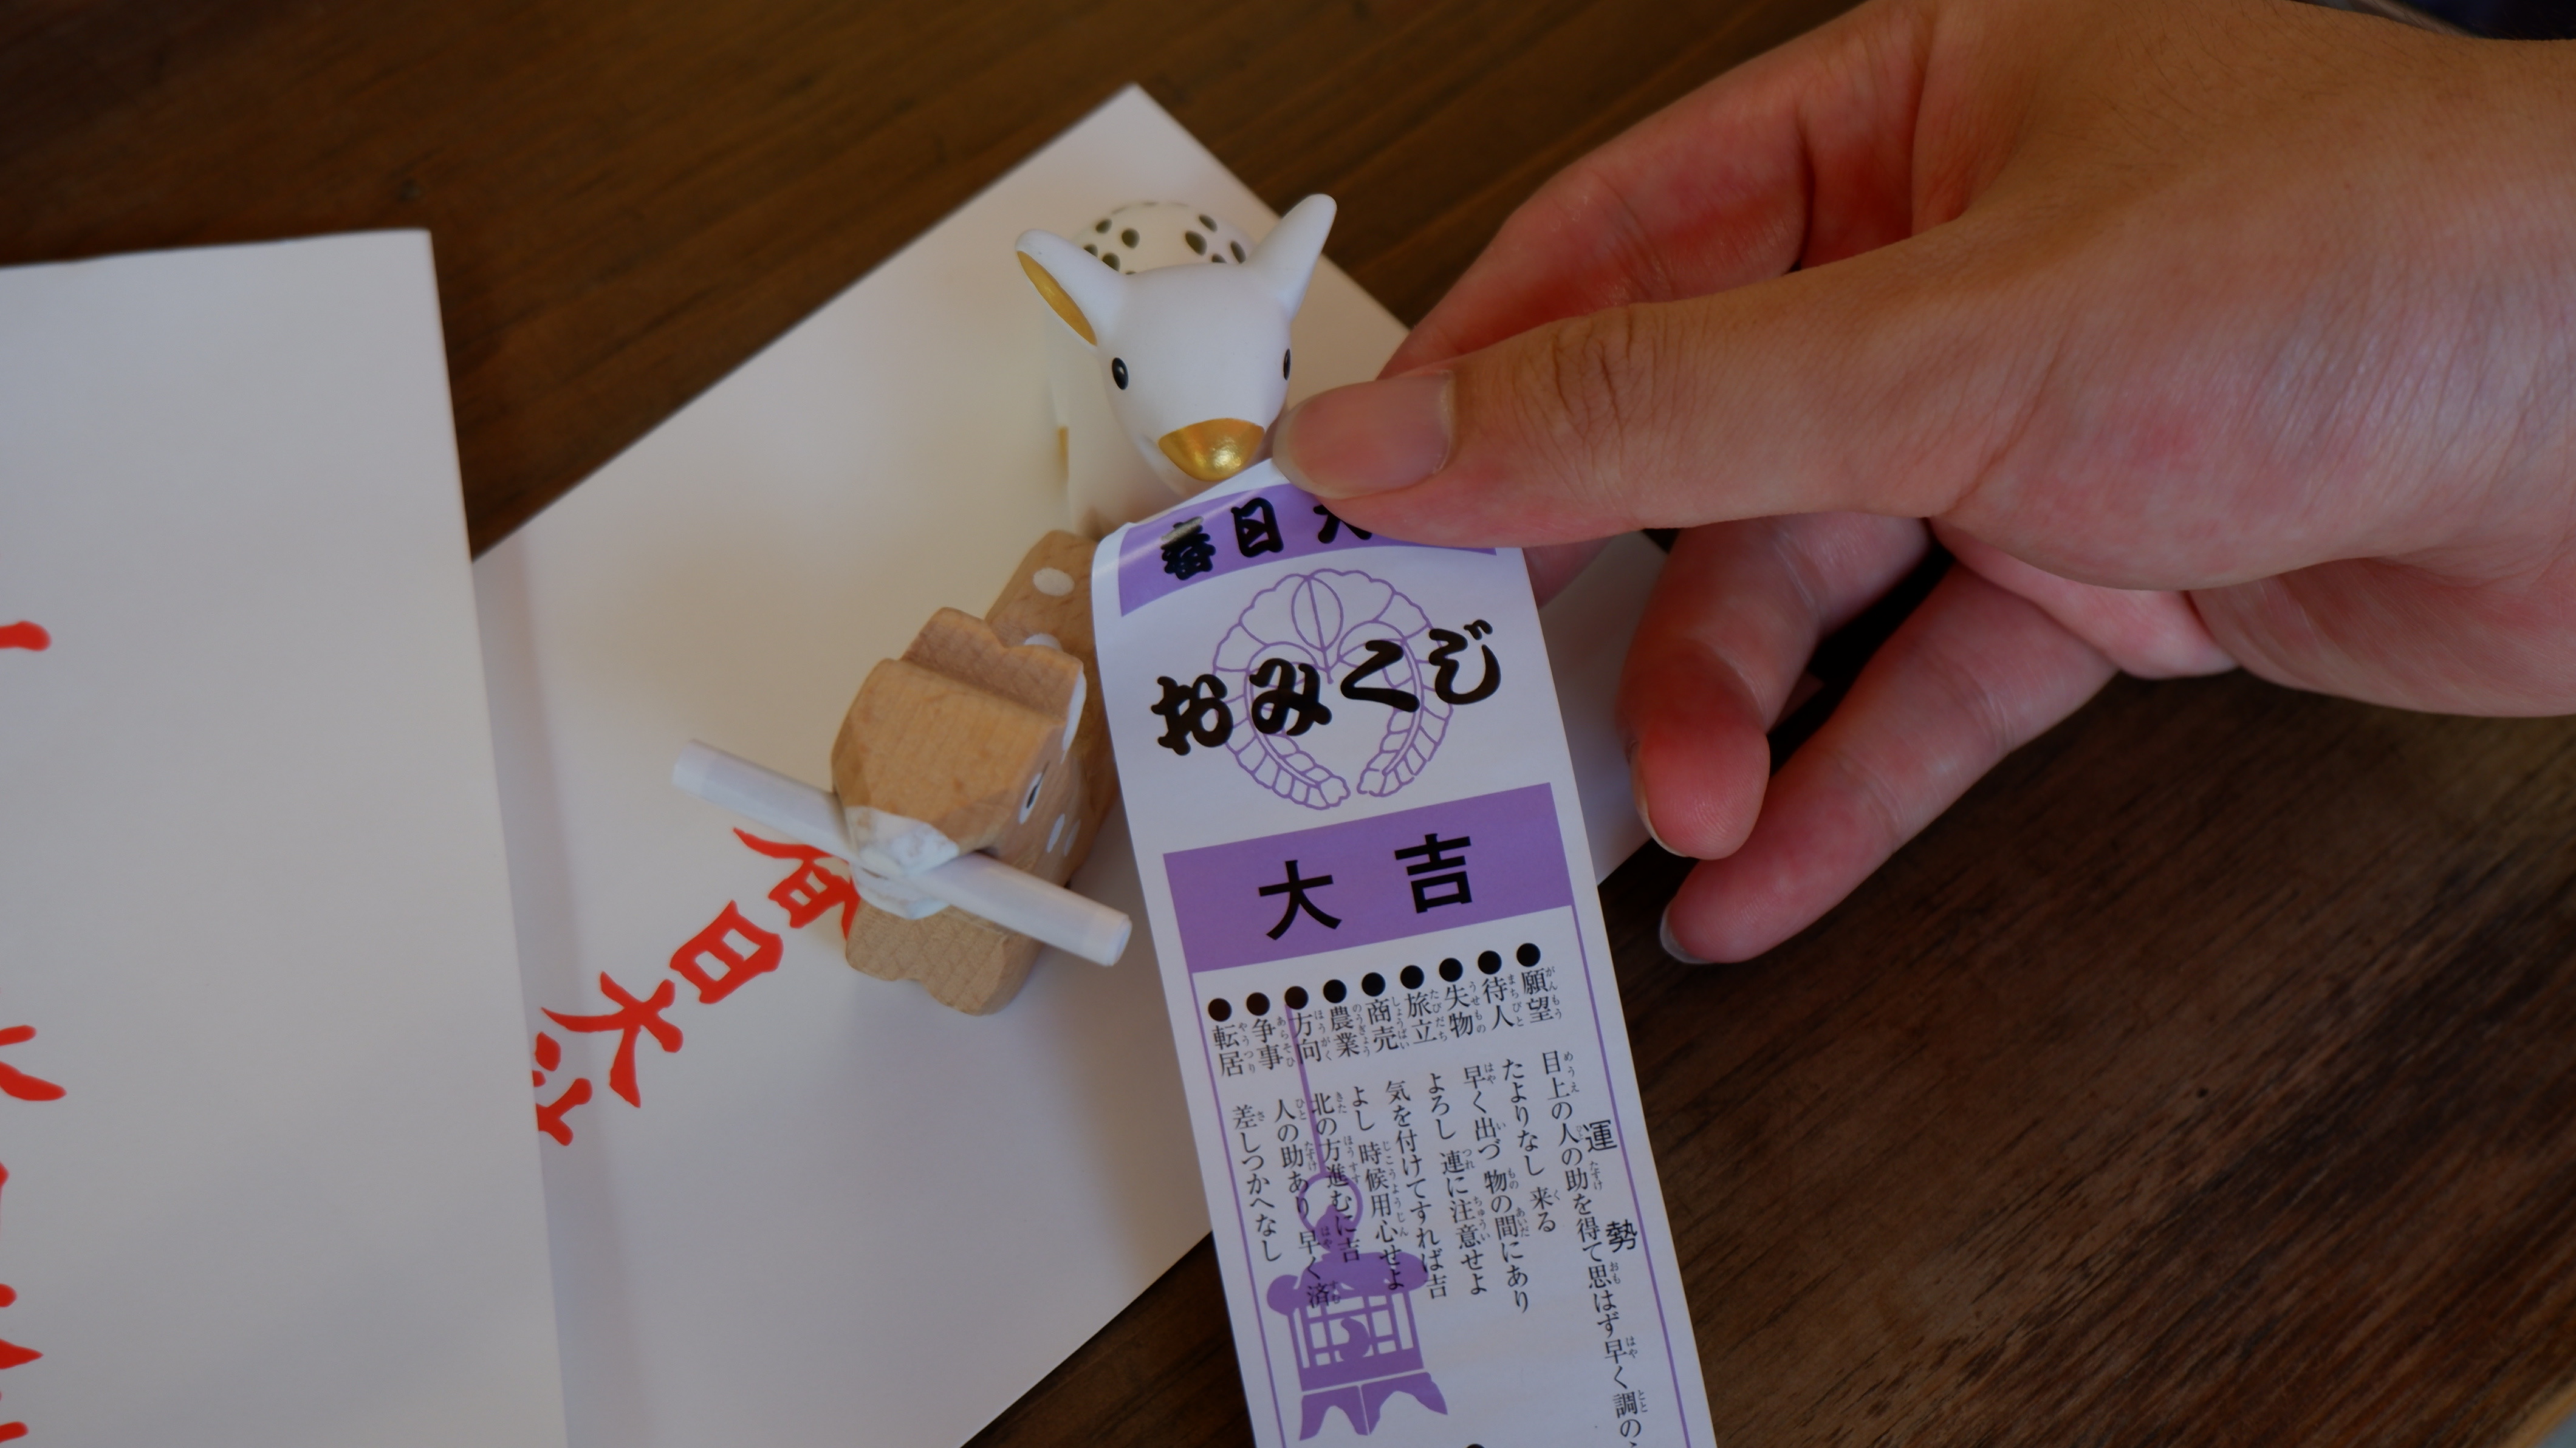 春日大
おみくじ
大吉
運勢
●願望 目上の人の助を得て思はず早く調の
●待人 たよりなし 来る
●失物 早く出づ 物の間にあり
●旅立 よろし 連に注意せよ
●商売 気を付けてすれば吉
●農業 よし 時候用心せよ
●方向 北の方進むに吉
●争事 人の助あり 早く済
●転居 差しつかへなし
春日大